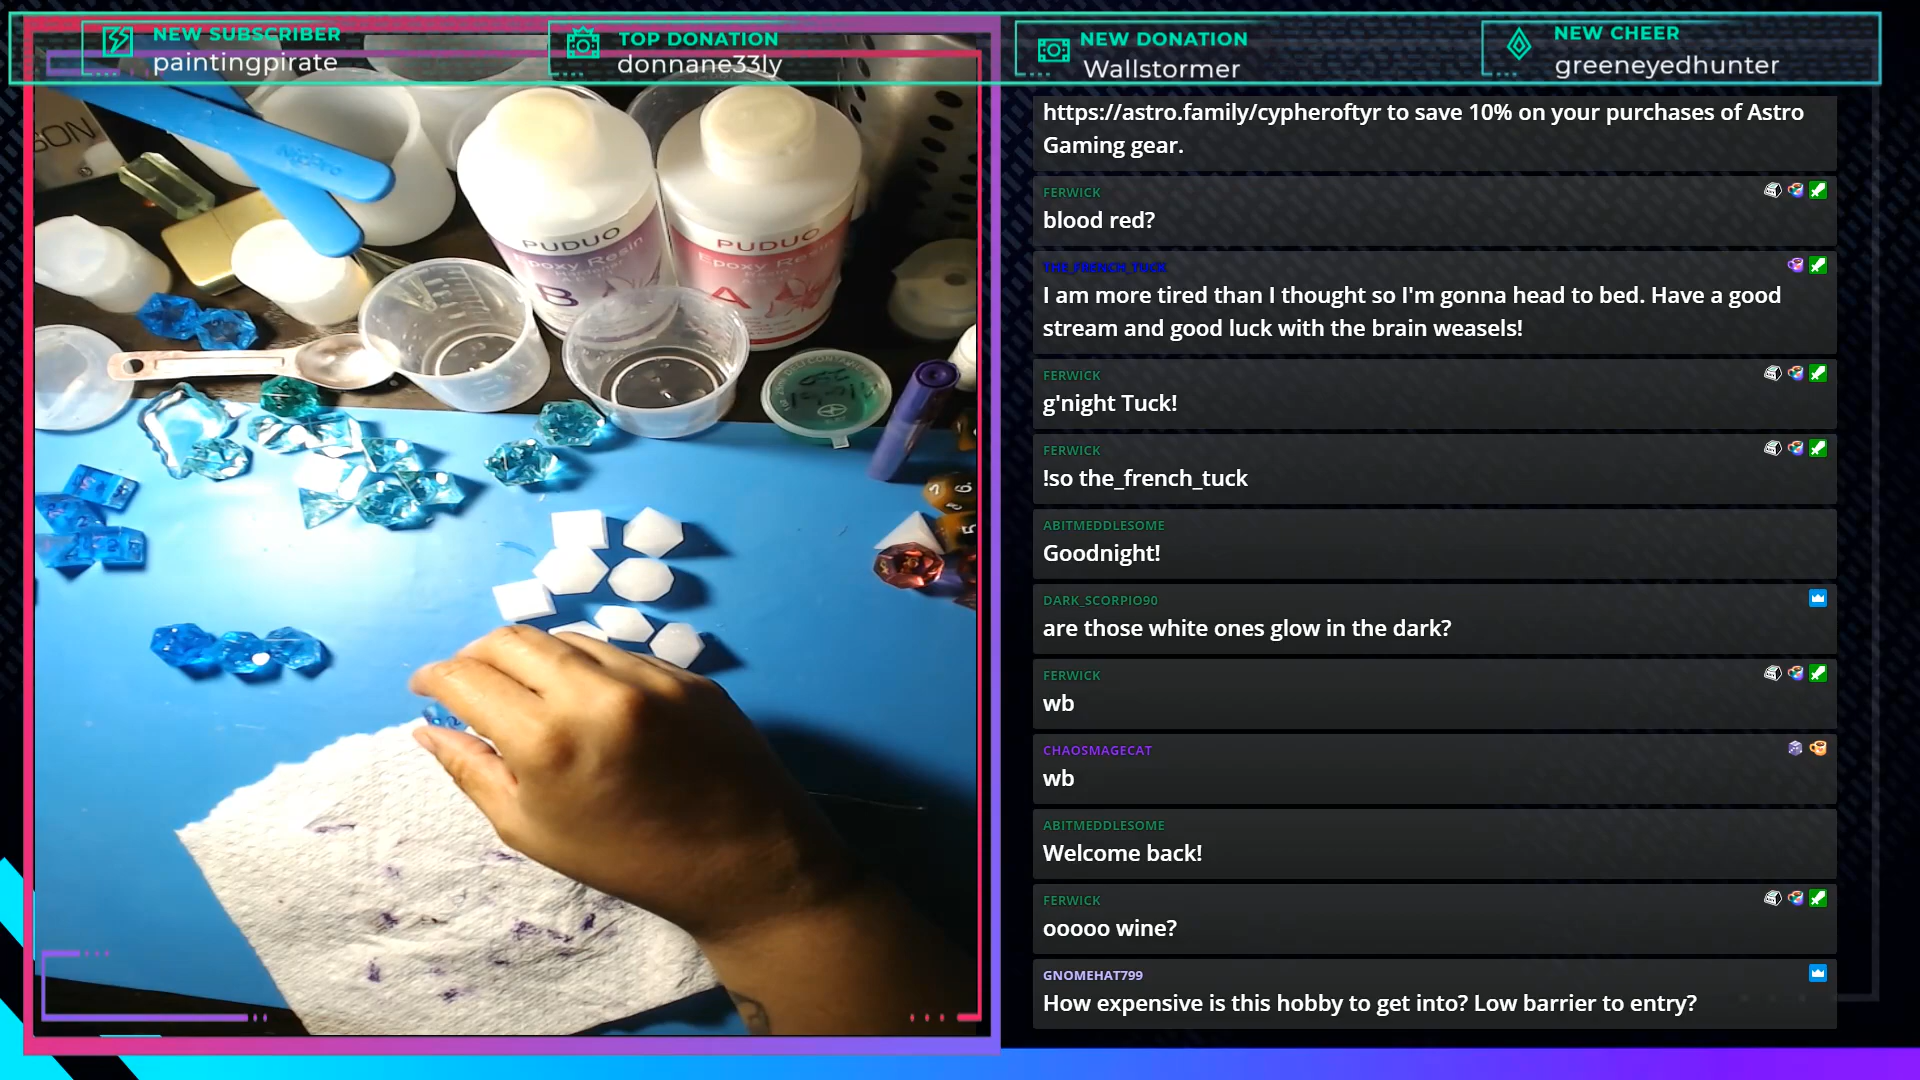 NEW SUBSCRIBER
paintingpirate
TOP DONATION
donnane33ly
NEW DONATION
Wallstormer
NEW CHEER
greeneyedhunter
PUDUO
Epoxy Resin
B
PUDUO
Epoxy Resin
A
https://astro.family/cypheroftyr to save 10% on your purchases of Astro
Gaming gear.
FERWICK
blood red?
THE_FRENCH_TUCK
I am more tired than I thought so I'm gonna head to bed. Have a good
stream and good luck with the brain weasels!
FERWICK
g'night Tuck!
FERWICK
!so the_french_tuck
ABITMEDDLESOME
Goodnight!
DARK_SCORPIO90
are those white ones glow in the dark?
FERWICK
wb
CHAOSMAGECAT
wb
ABITMEDDLESOME
Welcome back!
FERWICK
ooooo wine?
GNOMEHAT799
How expensive is this hobby to get into? Low barrier to entry?